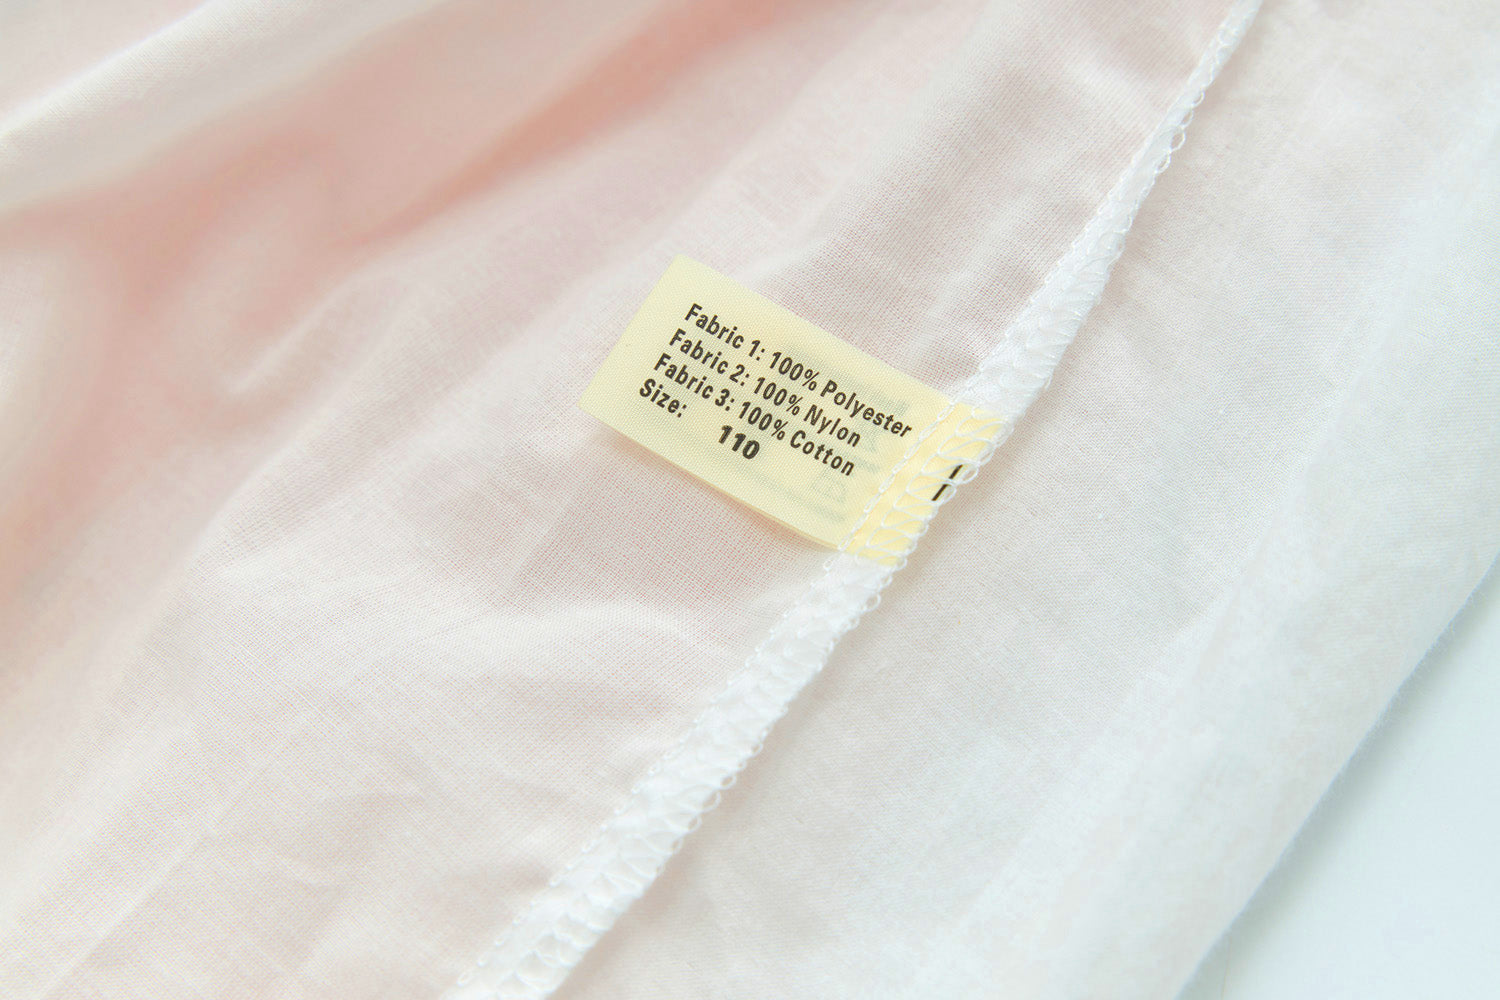 Fabric 1: 100% Polyester
Fabric 2: 100% Nylon
Fabric 3: 100% Cotton
Size:
110